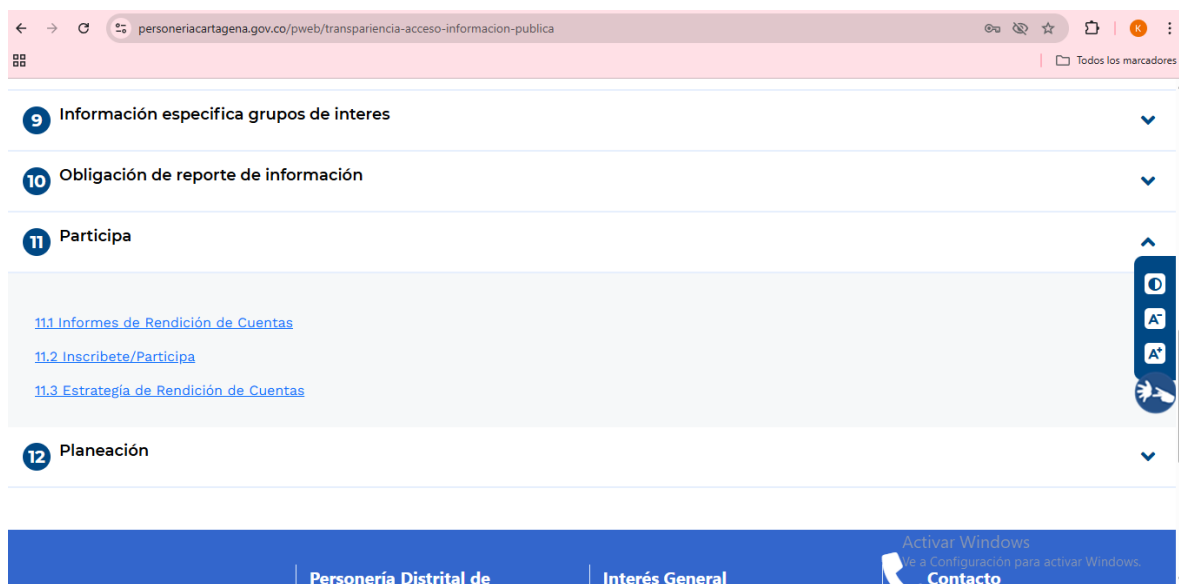 personeriacartagena.gov.co/pweb/transpariencia-acceso-informacion-publica
K
Todos los marcadores
9 Información especifica grupos de interes
10 Obligación de reporte de información
11 Participa
11.1 Informes de Rendición de Cuentas
11.2 Inscribete/Participa
11.3 Estrategía de Rendición de Cuentas
A-
A+
12 Planeación
Activar Windows
Ve a Configuración para activar Windows.
Personería Distrital de
Interés General
Contacto